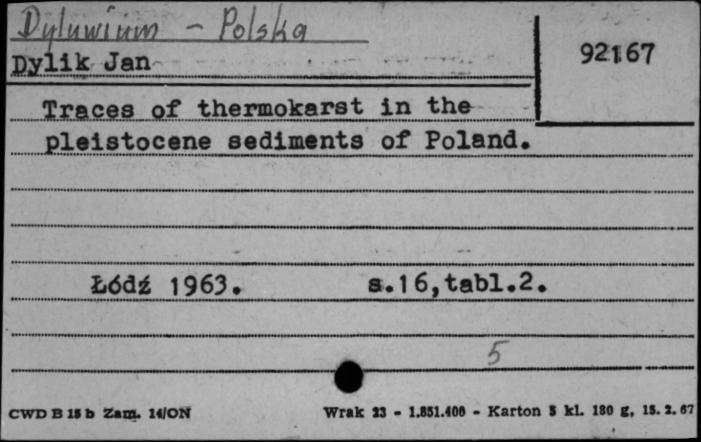 Dyluwium - Polska
Dylik Jan
92167
Traces of thermokarst in the
pleistocene sediments of Poland.
Łódź 1963. s.16,tabl.2.
5
CWD B 15 b Zam. 14/ON Wrak 23 - 1.851.400 - Karton 5 kl. 180 g, 15. 2. 67